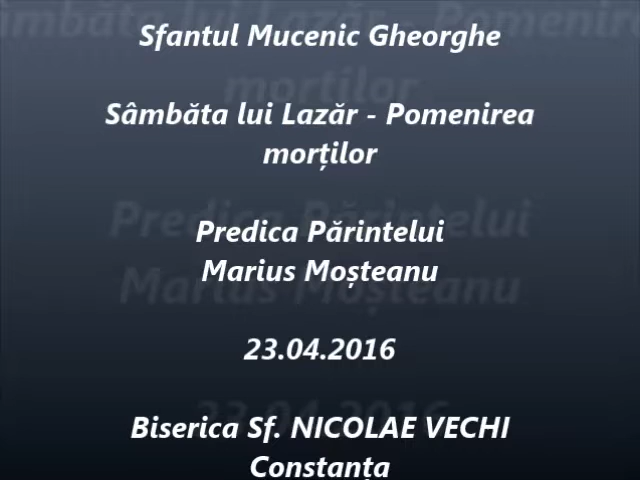 Sfantul Mucenic Gheorghe
Sâmbăta lui Lazăr - Pomenirea
morților
Predica Părintelui
Marius Moșteanu
23.04.2016
Biserica Sf. NICOLAE VECHI
Constanța